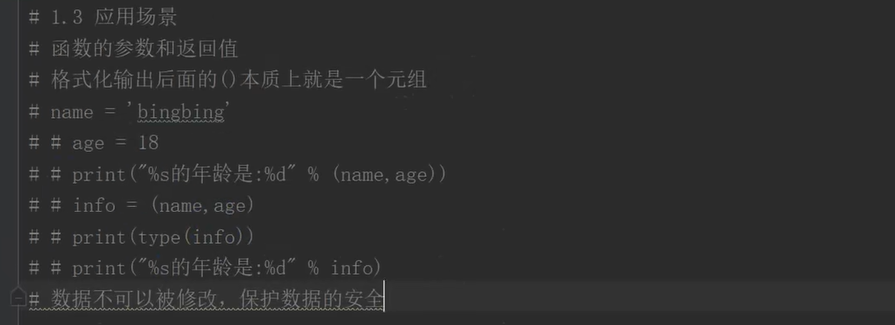 # 1.3 应用场景
# 函数的参数和返回值
# 格式化输出后面的()本质上就是一个元组
# name = 'bingbing'
# # age = 18
# # print("%s的年龄是:%d" % (name,age))
# # info = (name,age)
# # print(type(info))
# # print("%s的年龄是:%d" % info)
# 数据不可以被修改，保护数据的安全